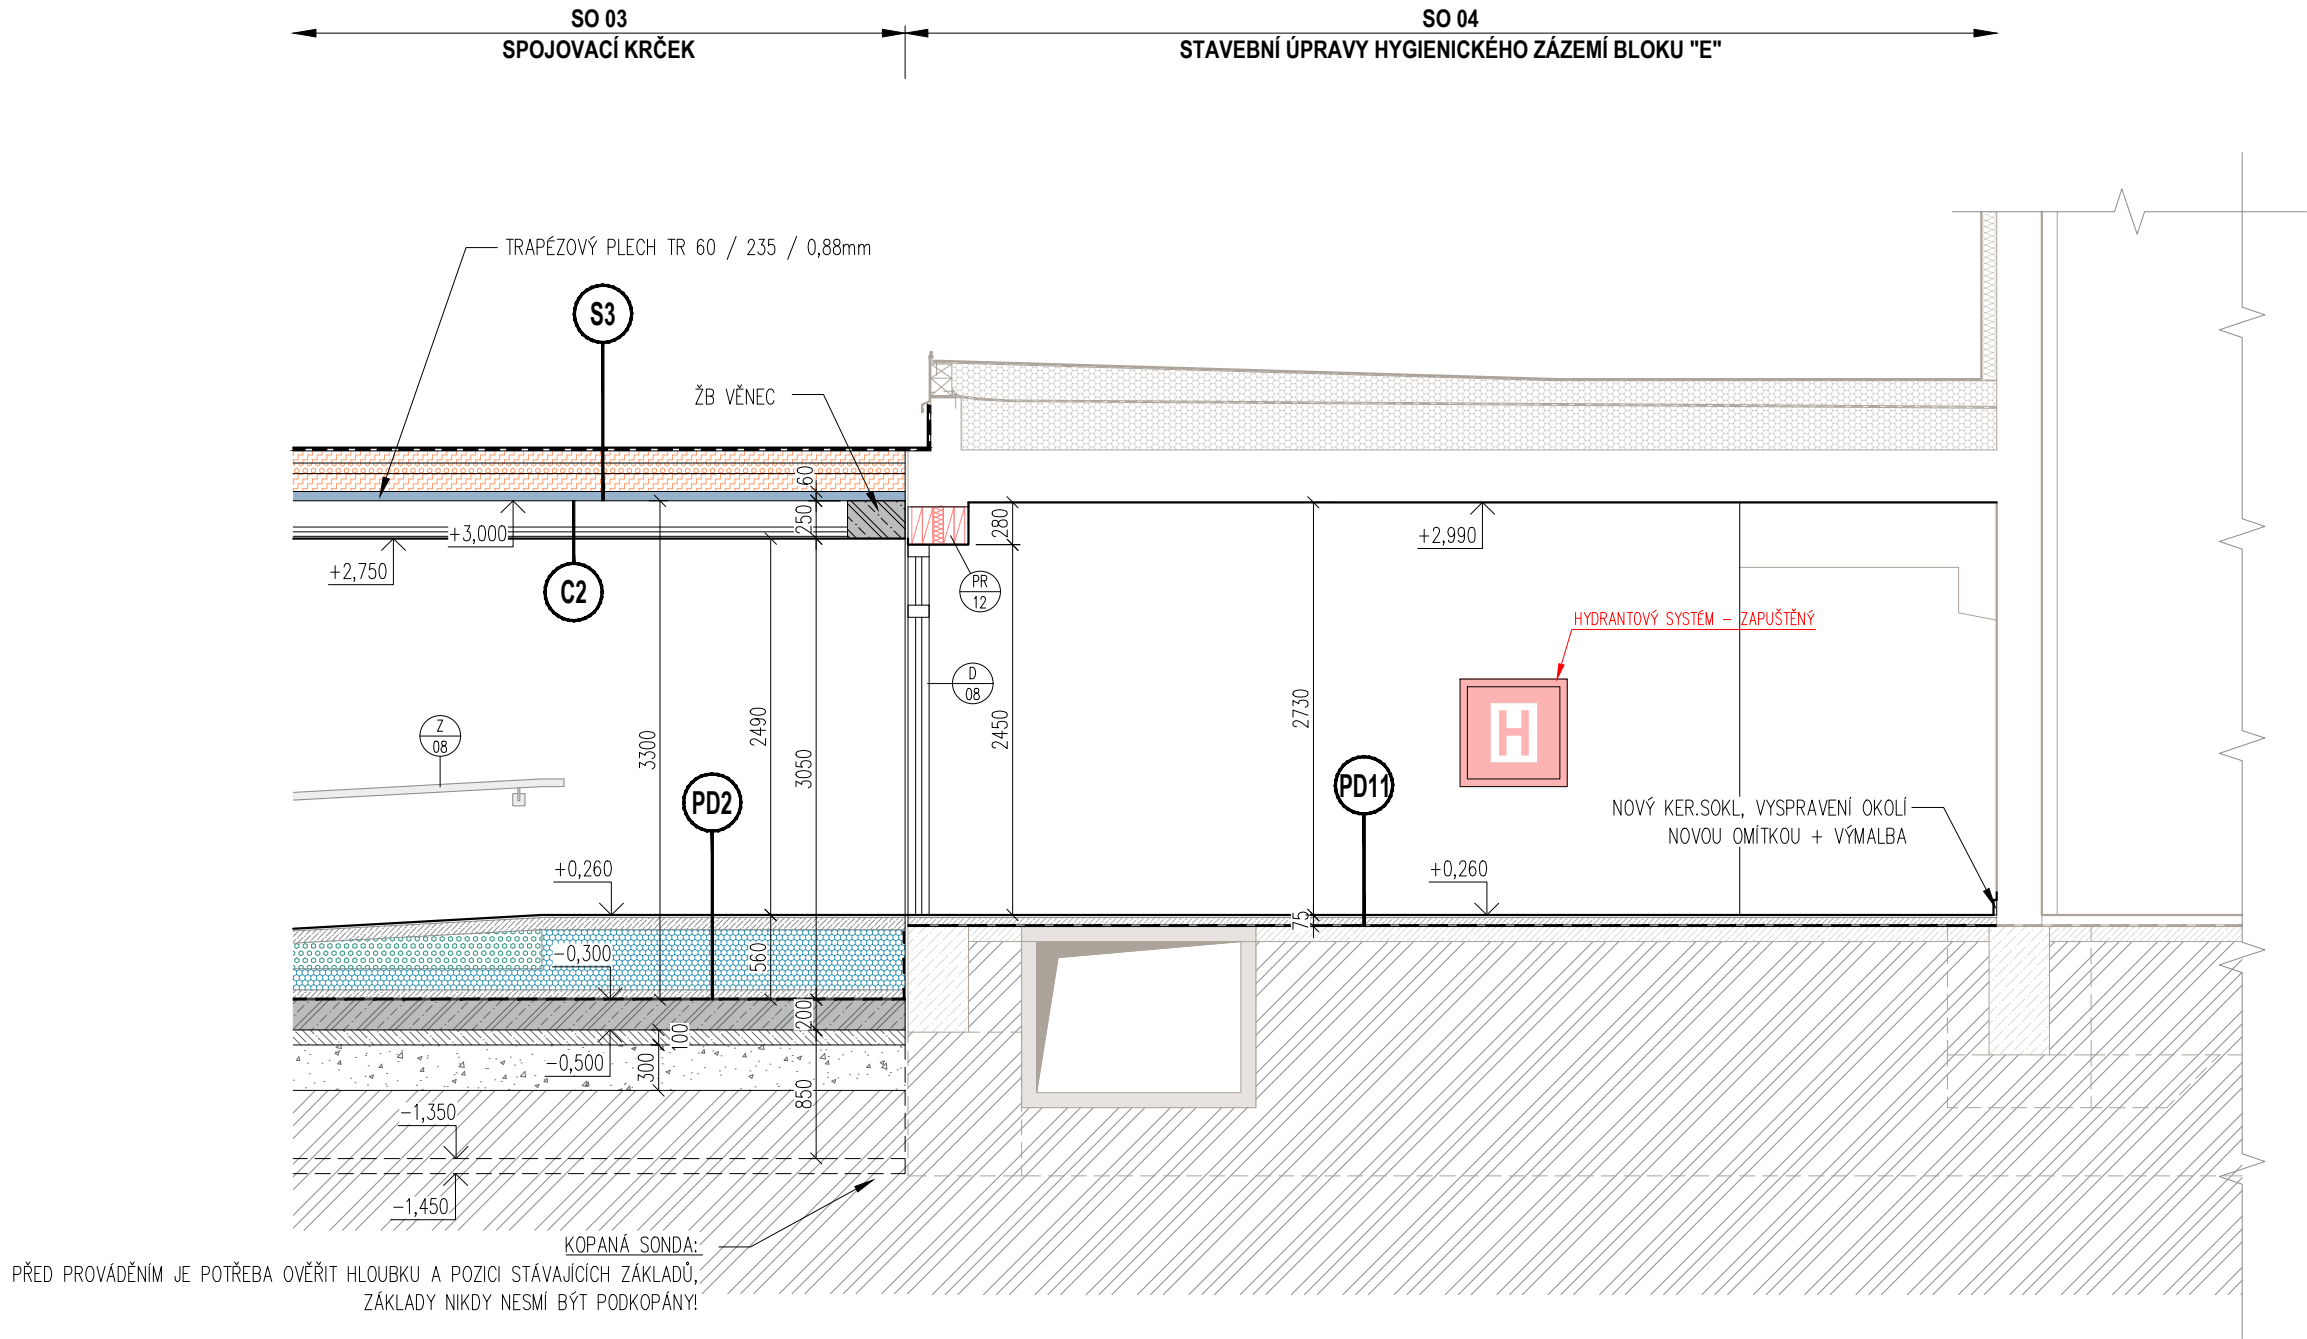 SO 03
SPOJOVACÍ KRČEK
SO 04
STAVEBNÍ ÚPRAVY HYGIENICKÉHO ZÁZEMÍ BLOKU "E"
TRAPÉZOVÝ PLECH TR 60 / 235 / 0,88mm
S3
ŽB VĚNEC
60
250
280
+3,000
+2,990
+2,750
C2
PR
12
HYDRANTOVÝ SYSTÉM – ZAPUŠTĚNÝ
D
08
Z
08
H
3300
2490
3050
2450
2730
PD2
PD11
NOVÝ KER.SOKL, VYSPRAVENÍ OKOLÍ
NOVOU OMÍTKOU + VÝMALBA
+0,260
+0,260
75
-0,300
560
200
100
-0,500
300
850
-1,350
-1,450
KOPANÁ SONDA:
PŘED PROVÁDĚNÍM JE POTŘEBA OVĚŘIT HLOUBKU A POZICI STÁVAJÍCÍCH ZÁKLADŮ,
ZÁKLADY NIKDY NESMÍ BÝT PODKOPÁNY!